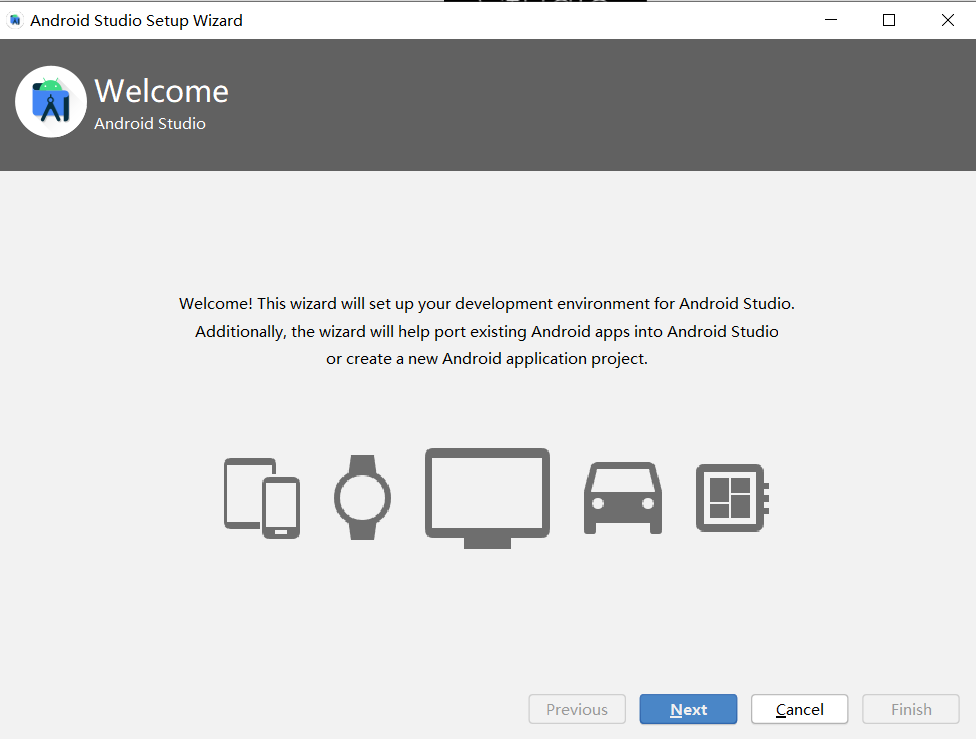 Android Studio Setup Wizard
Welcome
Android Studio
Welcome! This wizard will set up your development environment for Android Studio.
Additionally, the wizard will help port existing Android apps into Android Studio
or create a new Android application project.
Previous
Next
Cancel
Finish